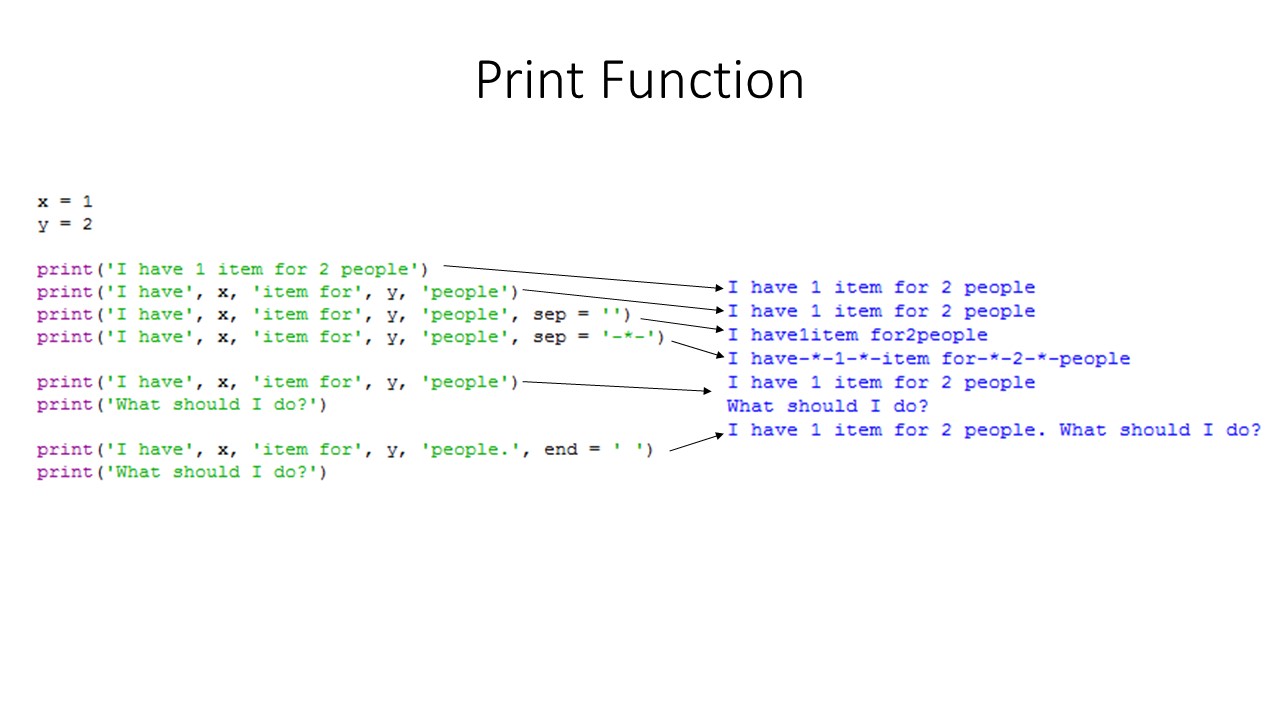 Print Function
x = 1
y = 2
print('I have 1 item for 2 people')
print('I have', x, 'item for', y, 'people')
print('I have', x, 'item for', y, 'people', sep = '')
print('I have', x, 'item for', y, 'people', sep = '-*-')
print('I have', x, 'item for', y, 'people')
print('What should I do?')
print('I have', x, 'item for', y, 'people.', end = ' ')
print('What should I do?')
I have 1 item for 2 people
I have 1 item for 2 people
I have1item for2people
I have-*-1-*-item for-*-2-*-people
I have 1 item for 2 people
What should I do?
I have 1 item for 2 people. What should I do?